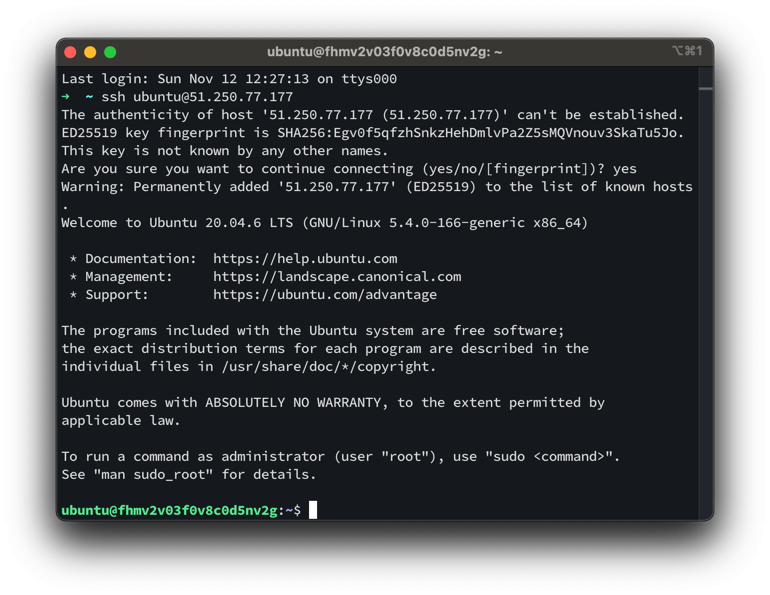 ubuntu@fhmv2v03f0v8c0d5nv2g: ~
⌥⌘1
Last login: Sun Nov 12 12:27:13 on ttys000
→ ~ ssh ubuntu@51.250.77.177
The authenticity of host '51.250.77.177 (51.250.77.177)' can't be established.
ED25519 key fingerprint is SHA256:Egv0f5qfzhSnkzHehDmlvPa2Z5sMQVnouv3SkaTu5Jo.
This key is not known by any other names.
Are you sure you want to continue connecting (yes/no/[fingerprint])? yes
Warning: Permanently added '51.250.77.177' (ED25519) to the list of known hosts
.
Welcome to Ubuntu 20.04.6 LTS (GNU/Linux 5.4.0-166-generic x86_64)
* Documentation:  https://help.ubuntu.com
* Management:     https://landscape.canonical.com
* Support:        https://ubuntu.com/advantage
The programs included with the Ubuntu system are free software;
the exact distribution terms for each program are described in the
individual files in /usr/share/doc/*/copyright.
Ubuntu comes with ABSOLUTELY NO WARRANTY, to the extent permitted by
applicable law.
To run a command as administrator (user "root"), use "sudo <command>".
See "man sudo_root" for details.
ubuntu@fhmv2v03f0v8c0d5nv2g:~$